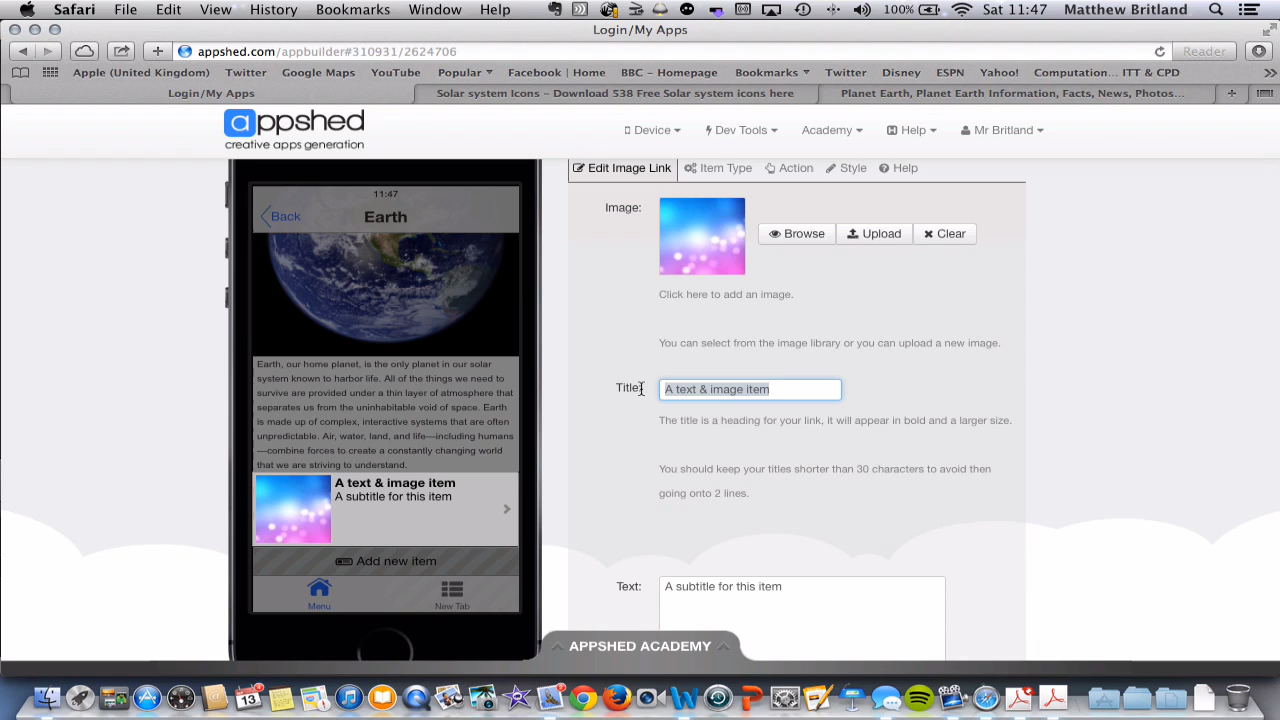 Safari File Edit View History Bookmarks Window Help 100% Sat 11:47 Matthew Britland
Login/My Apps
appshed.com/appbuilder#310931/2624706 Reader
Apple (United Kingdom) Twitter Google Maps YouTube Popular Facebook | Home BBC – Homepage Bookmarks Twitter Disney ESPN Yahoo! Computation... ITT & CPD
Login/My Apps Solar system Icons – Download 538 Free Solar system icons here Planet Earth, Planet Earth Information, Facts, News, Photos...
appshed
creative apps generation
Device Dev Tools Academy Help Mr Britland
Edit Image Link Item Type Action Style Help
11:47
Back Earth
Earth, our home planet, is the only planet in our solar
system known to harbor life. All of the things we need to
survive are provided under a thin layer of atmosphere that
separates us from the uninhabitable void of space. Earth
is made up of complex, interactive systems that are often
unpredictable. Air, water, land, and life—including humans
—combine forces to create a constantly changing world
that we are striving to understand.
A text & image item
A subtitle for this item
Add new item
Menu New Tab
Image: Browse Upload Clear
Click here to add an image.
You can select from the image library or you can upload a new image.
Title: A text & image item
The title is a heading for your link, it will appear in bold and a larger size.
You should keep your titles shorter than 30 characters to avoid then
going onto 2 lines.
Text: A subtitle for this item
APPSHED ACADEMY